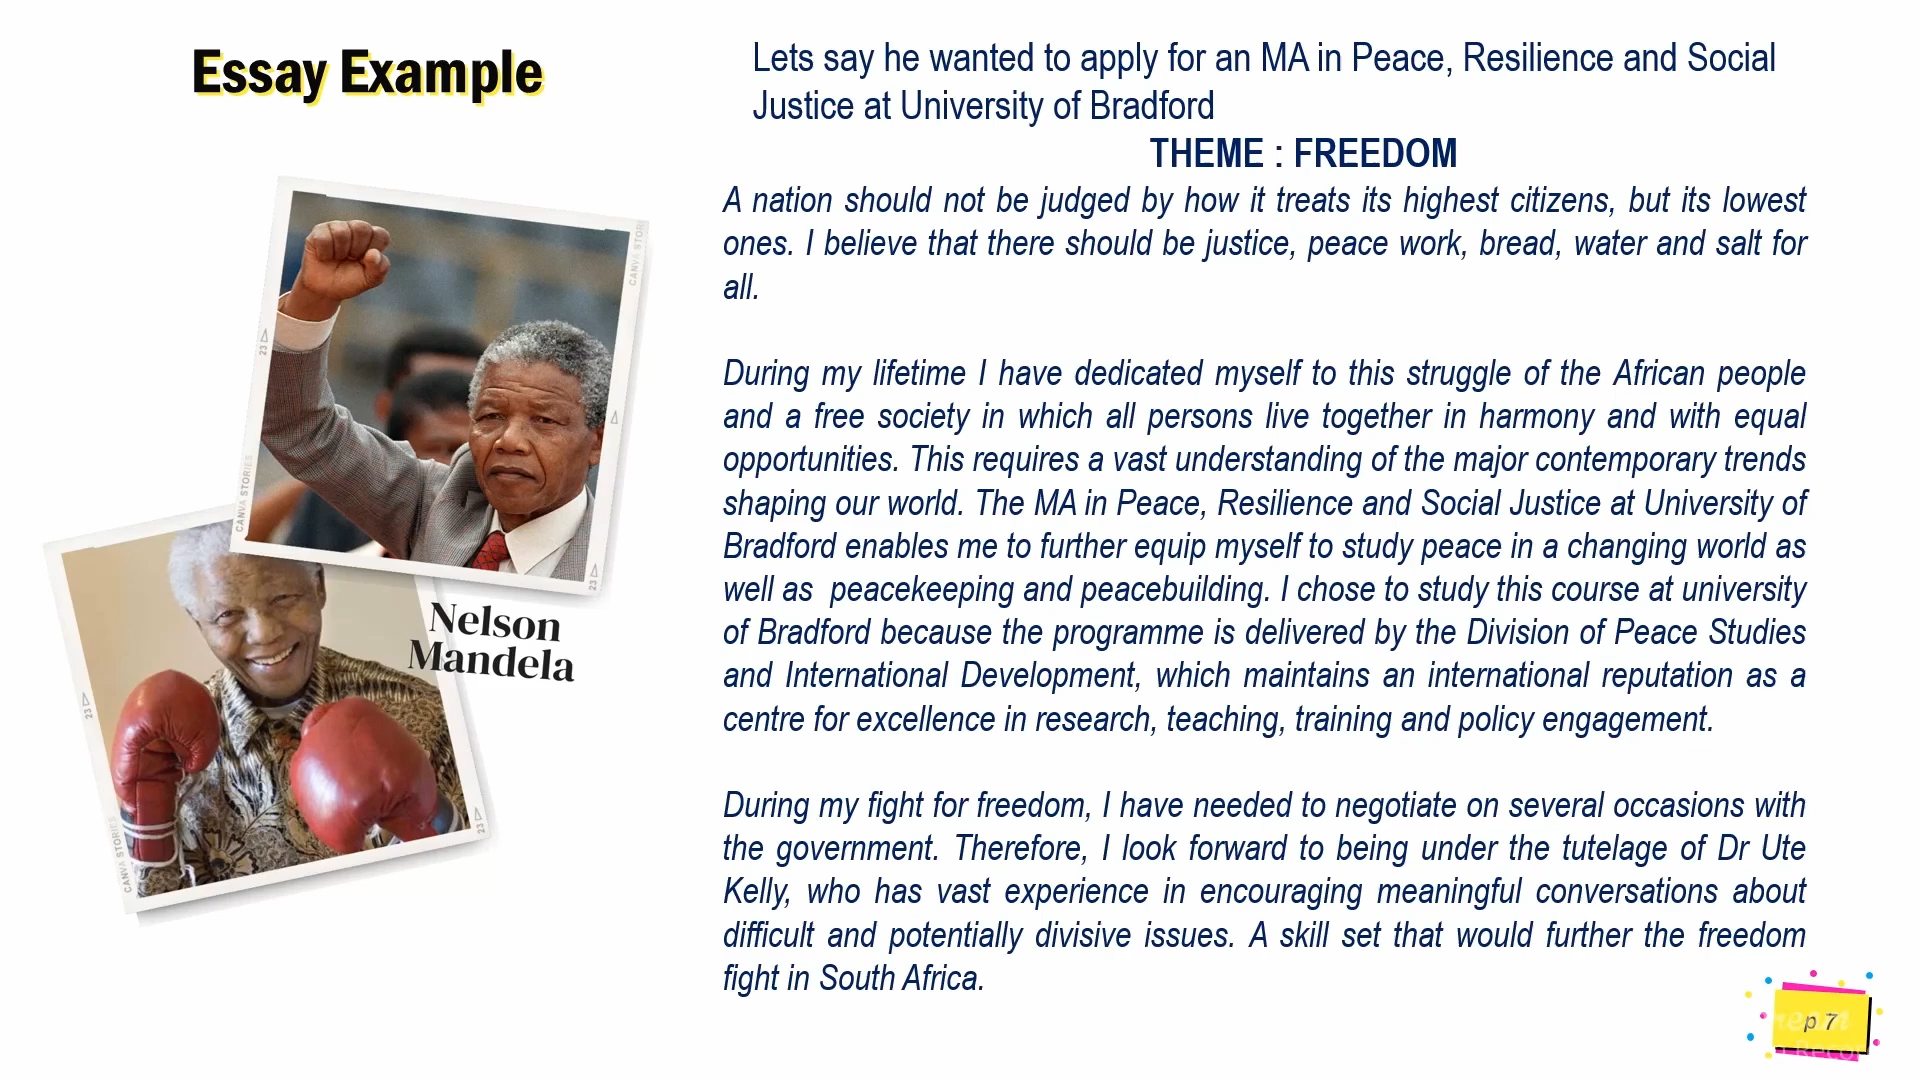 Essay Example
Lets say he wanted to apply for an MA in Peace, Resilience and Social
Justice at University of Bradford
THEME : FREEDOM
A nation should not be judged by how it treats its highest citizens, but its lowest
ones. I believe that there should be justice, peace work, bread, water and salt for
all.
During my lifetime I have dedicated myself to this struggle of the African people
and a free society in which all persons live together in harmony and with equal
opportunities. This requires a vast understanding of the major contemporary trends
shaping our world. The MA in Peace, Resilience and Social Justice at University of
Bradford enables me to further equip myself to study peace in a changing world as
well as  peacekeeping and peacebuilding. I chose to study this course at university
of Bradford because the programme is delivered by the Division of Peace Studies
and International Development, which maintains an international reputation as a
centre for excellence in research, teaching, training and policy engagement.
During my fight for freedom, I have needed to negotiate on several occasions with
the government. Therefore, I look forward to being under the tutelage of Dr Ute
Kelly, who has vast experience in encouraging meaningful conversations about
difficult and potentially divisive issues. A skill set that would further the freedom
fight in South Africa.
CANVA STORIES
23
23
CANVA STORIES
Nelson
Mandela
23
23
CANVA STORIES
p 7